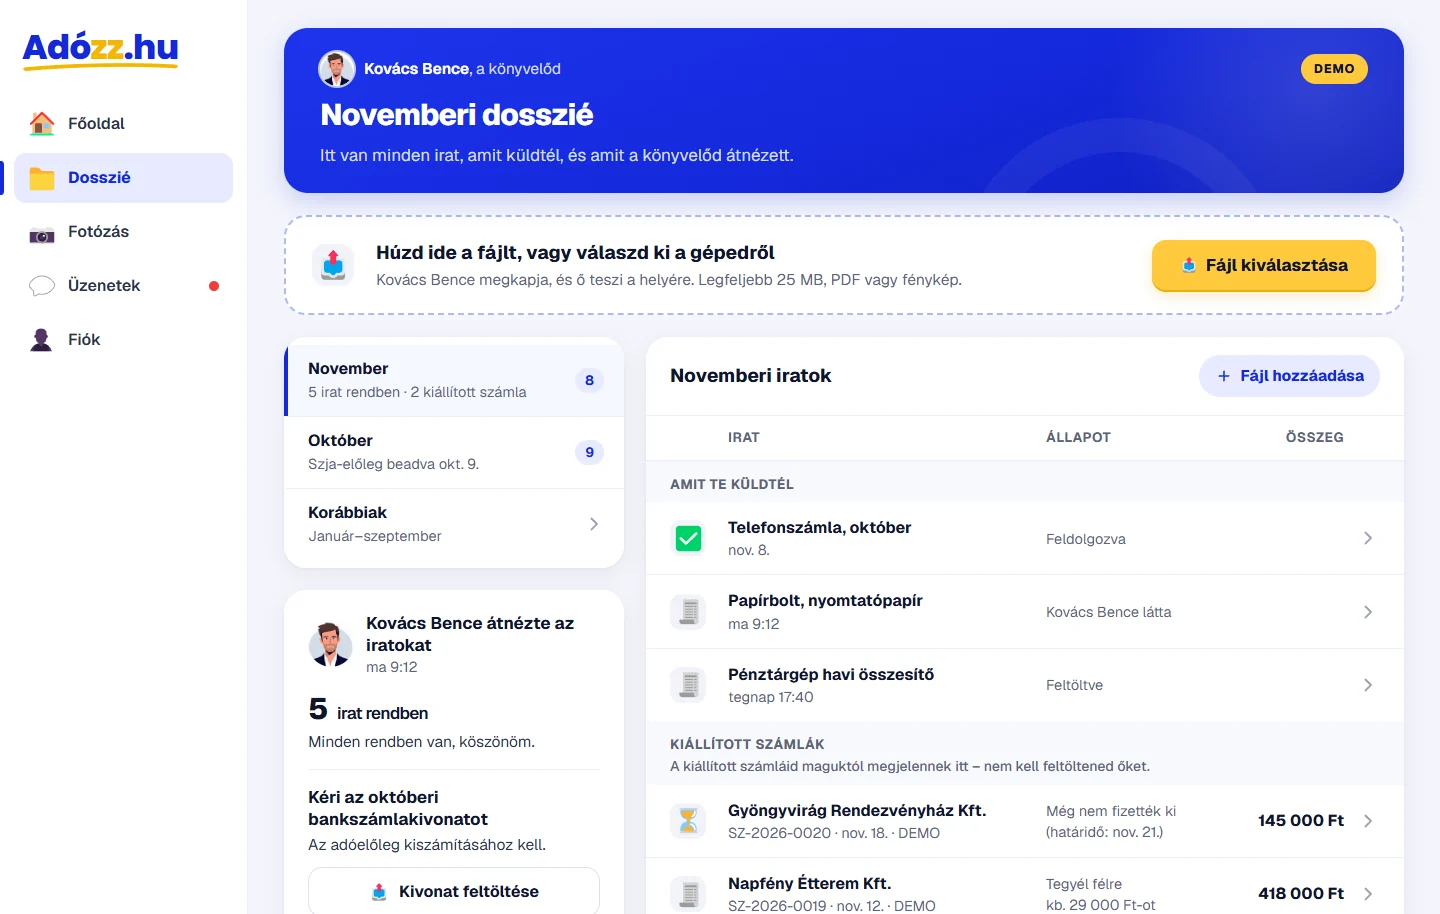 Adózz.hu
Főoldal
Dosszié
Fotózás
Üzenetek
Fiók
Kovács Bence, a könyvelőd
DEMO
Novemberi dosszié
Itt van minden irat, amit küldtél, és amit a könyvelőd átnézett.
Húzd ide a fájlt, vagy válaszd ki a gépedről
Kovács Bence megkapja, és ő teszi a helyére. Legfeljebb 25 MB, PDF vagy fénykép.
Fájl kiválasztása
November
5 irat rendben · 2 kiállított számla
8
Október
Szja-előleg beadva okt. 9.
9
Korábbiak
Január–szeptember
Kovács Bence átnézte az
iratokat
ma 9:12
5 irat rendben
Minden rendben van, köszönöm.
Kéri az októberi
bankszámlakivonatot
Az adóelőleg kiszámításához kell.
Kivonat feltöltése
Novemberi iratok
+ Fájl hozzáadása
IRAT ÁLLAPOT ÖSSZEG
AMIT TE KÜLDTÉL
Telefonszámla, október
nov. 8.
Feldolgozva
Papírbolt, nyomtatópapír
ma 9:12
Kovács Bence látta
Pénztárgép havi összesítő
tegnap 17:40
Feltöltve
KIÁLLÍTOTT SZÁMLÁK
A kiállított számláid maguktól megjelennek itt – nem kell feltöltened őket.
Gyöngyvirág Rendezvényház Kft.
SZ-2026-0020 · nov. 18. · DEMO
Még nem fizették ki
(határidő: nov. 21.)
145 000 Ft
Napfény Étterem Kft.
SZ-2026-0019 · nov. 12. · DEMO
Tegyél félre
kb. 29 000 Ft-ot
418 000 Ft